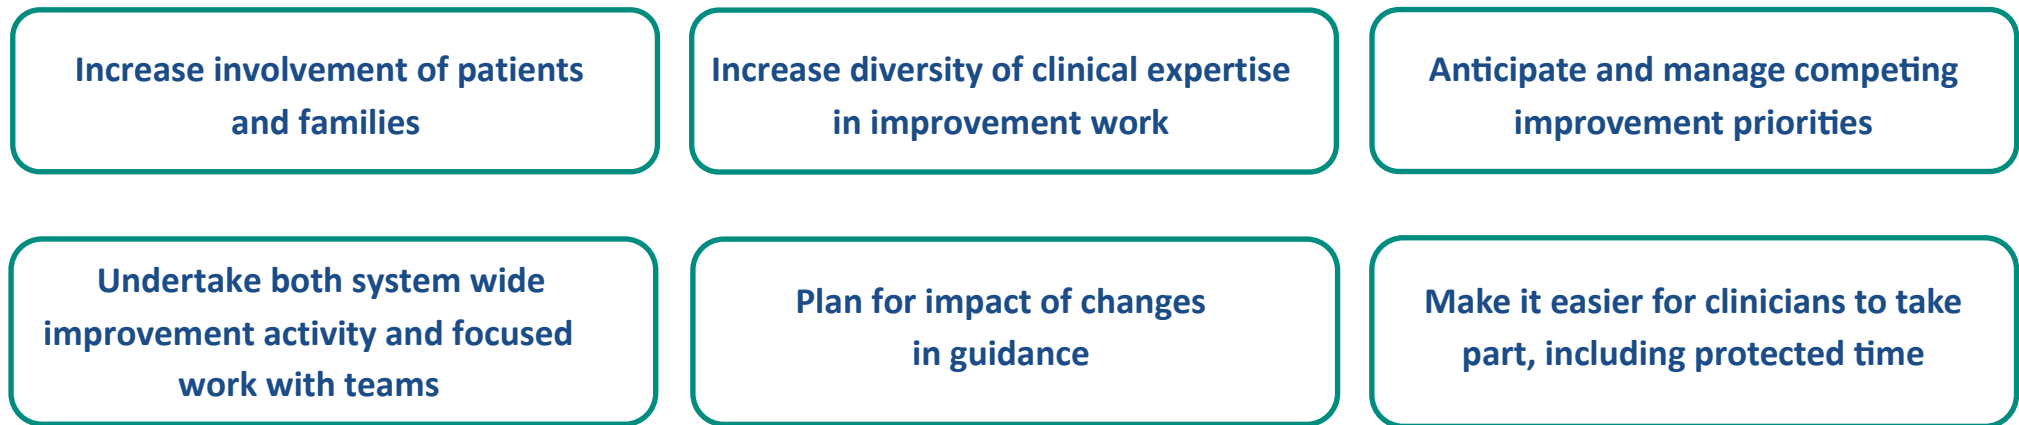 Increase involvement of patients
and families
Increase diversity of clinical expertise
in improvement work
Anticipate and manage competing
improvement priorities
Undertake both system wide
improvement activity and focused
work with teams
Plan for impact of changes
in guidance
Make it easier for clinicians to take
part, including protected time